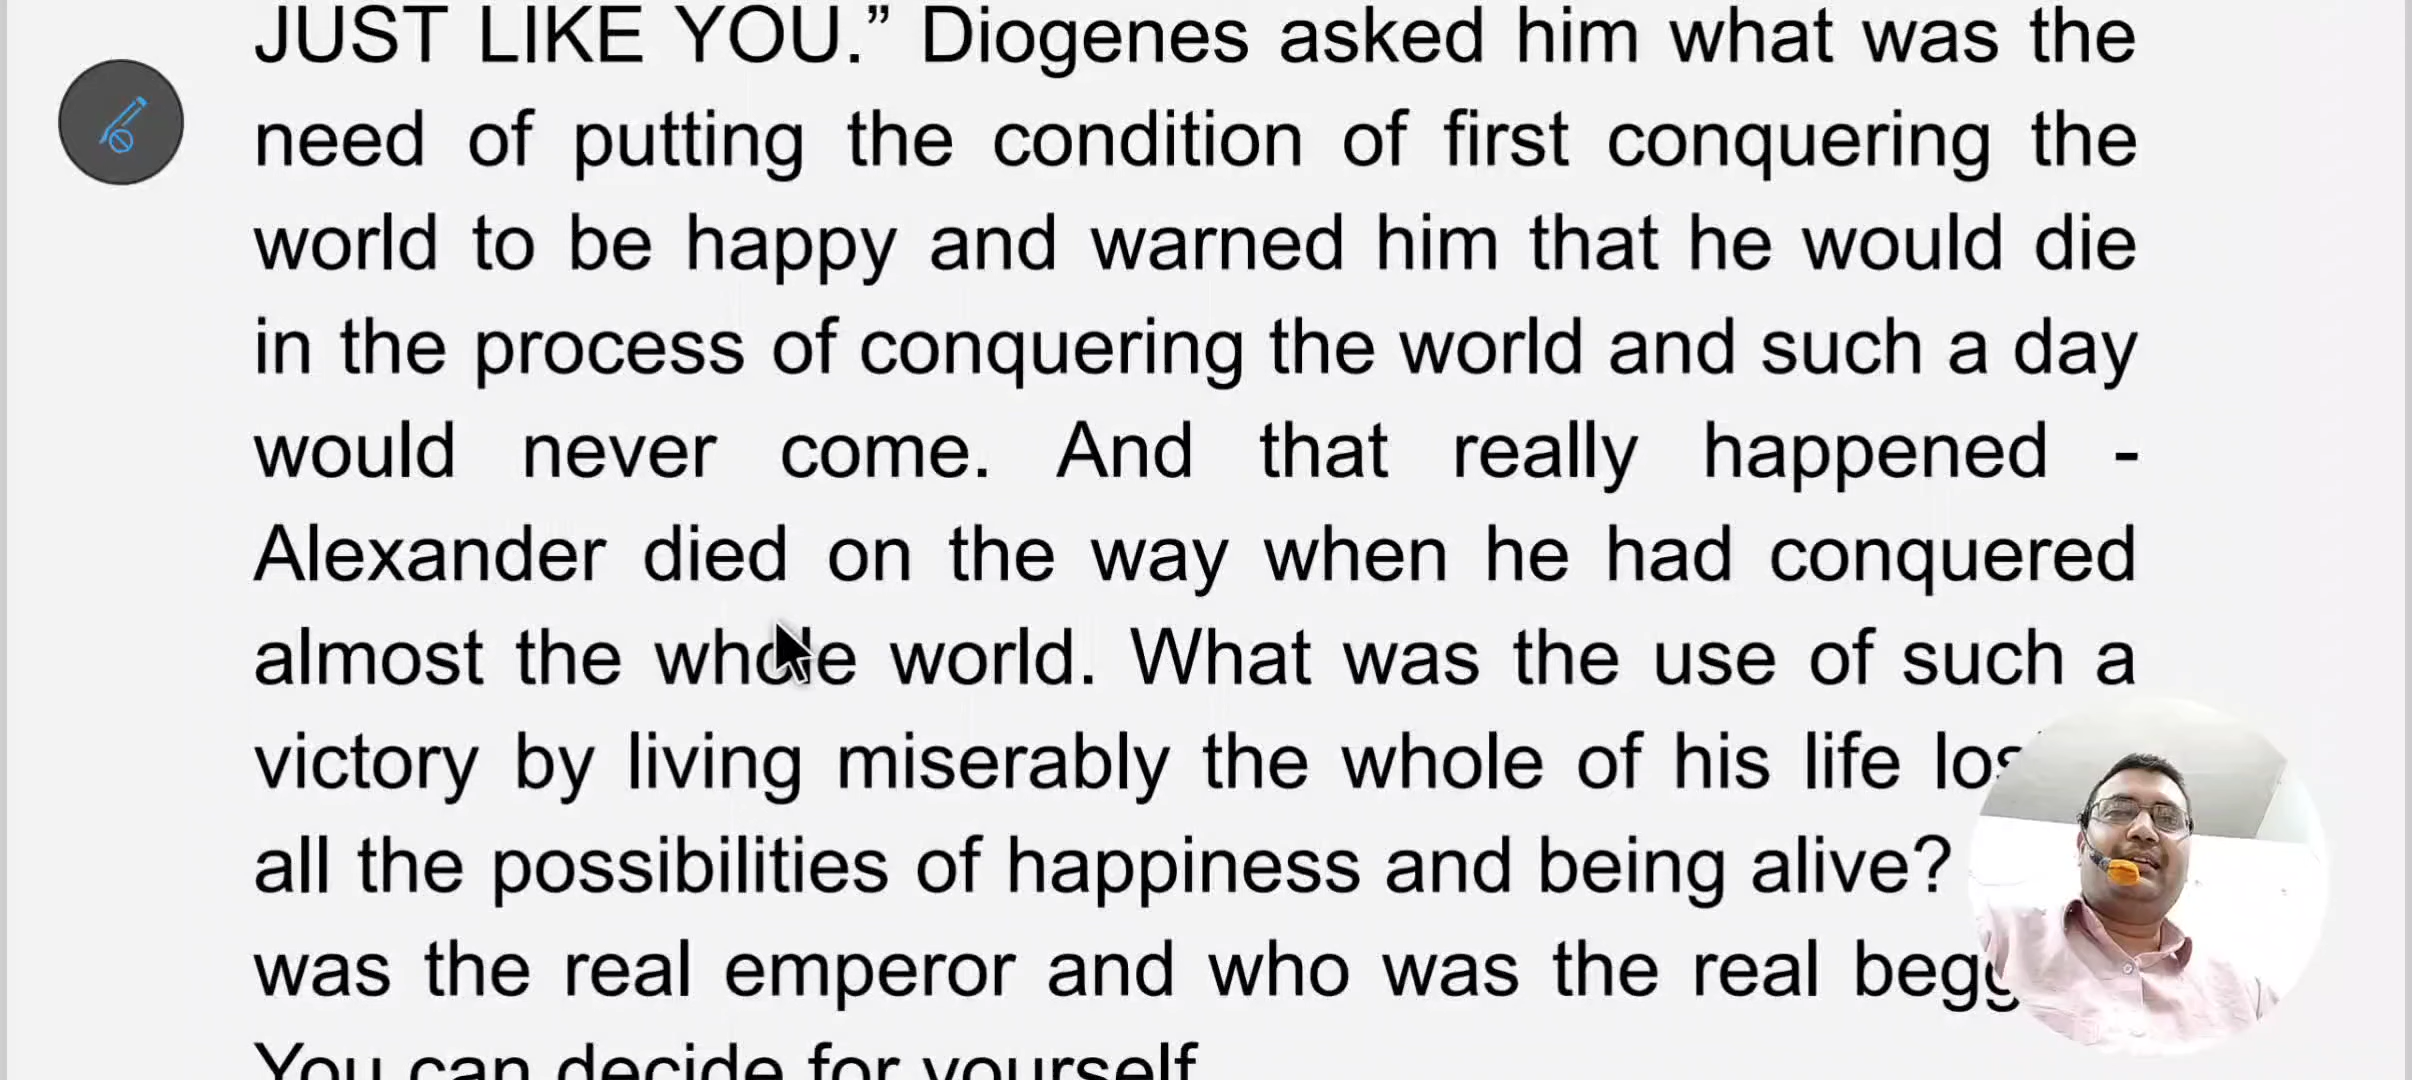 JUST LIKE YOU.” Diogenes asked him what was the
need of putting the condition of first conquering the
world to be happy and warned him that he would die
in the process of conquering the world and such a day
would never come. And that really happened -
Alexander died on the way when he had conquered
almost the whole world. What was the use of such a
victory by living miserably the whole of his life
all the possibilities of happiness and being alive?
was the real emperor and who was the real
You can decide for yourself